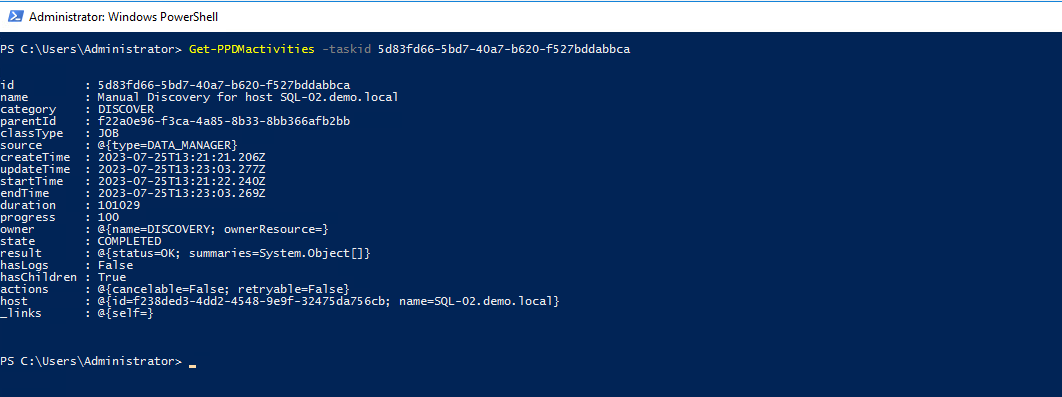 Administrator: Windows PowerShell
PS C:\Users\Administrator> Get-PPDMactivities -taskid 5d83fd66-5bd7-40a7-b620-f527bddabbca
id          : 5d83fd66-5bd7-40a7-b620-f527bddabbca
name        : Manual Discovery for host SQL-02.demo.local
category    : DISCOVER
parentId    : f22a0e96-f3ca-4a85-8b33-8bb366afb2bb
classType   : JOB
source      : @{type=DATA_MANAGER}
createTime  : 2023-07-25T13:21:21.206Z
updateTime  : 2023-07-25T13:23:03.277Z
startTime   : 2023-07-25T13:21:22.240Z
endTime     : 2023-07-25T13:23:03.269Z
duration    : 101029
progress    : 100
owner       : @{name=DISCOVERY; ownerResource=}
state       : COMPLETED
result      : @{status=OK; summaries=System.Object[]}
hasLogs     : False
hasChildren : True
actions     : @{cancelable=False; retryable=False}
host        : @{id=f238ded3-4dd2-4548-9e9f-32475da756cb; name=SQL-02.demo.local}
_links      : @{self=}
PS C:\Users\Administrator> _